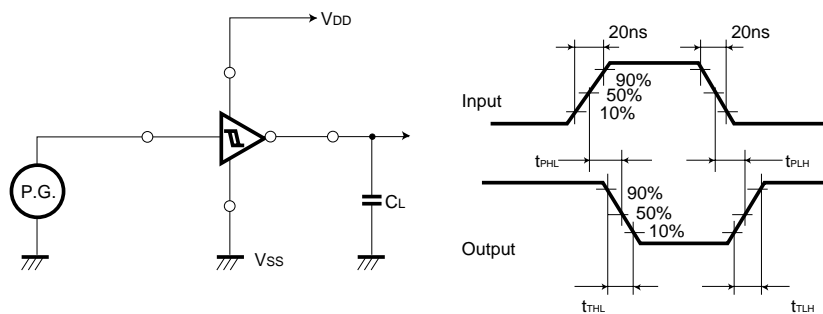 VDD
P.G.
CL
VSS
20ns
20ns
Input
90%
50%
10%
tPHL
tPLH
90%
50%
10%
Output
tTHL
tTLH